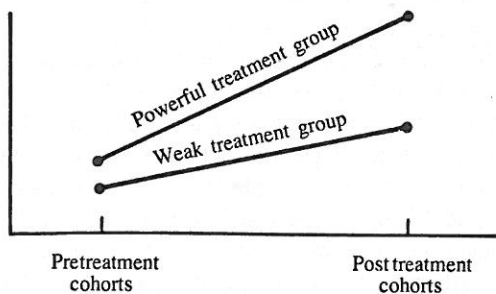 Powerful treatment group
Weak treatment group
Pretreatment
cohorts
Post treatment
cohorts